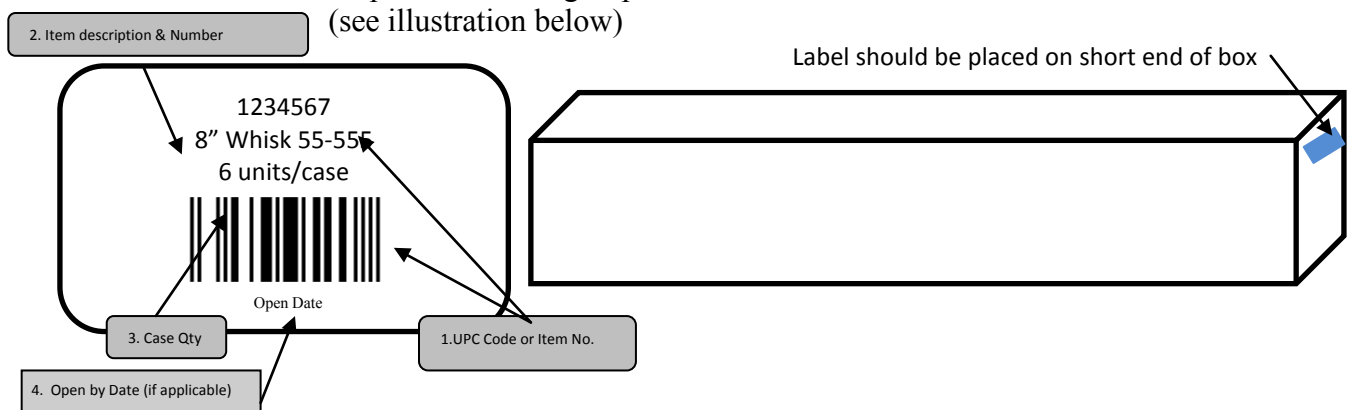 (see illustration below)
2. Item description & Number
Label should be placed on short end of box
1234567
8” Whisk 55-555
6 units/case
Open Date
3. Case Qty
1.UPC Code or Item No.
4. Open by Date (if applicable)